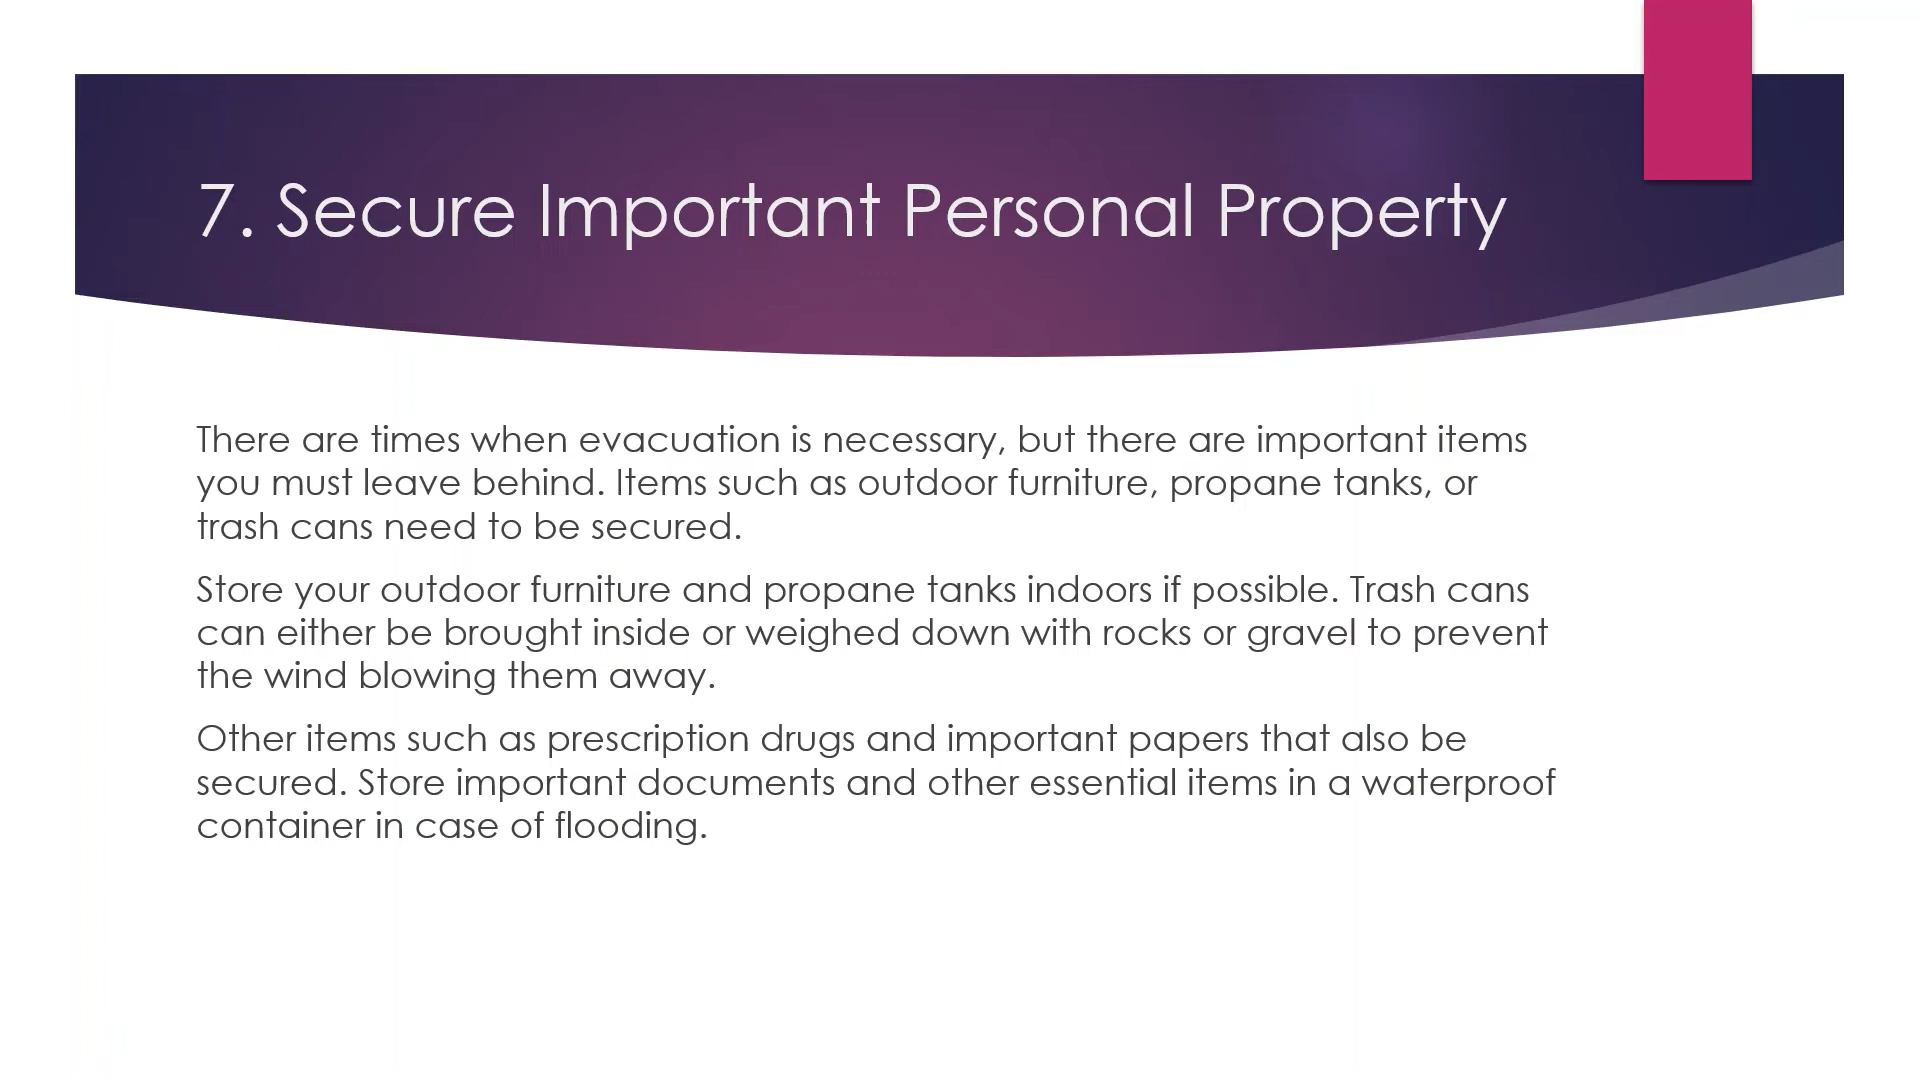 7. Secure Important Personal Property
There are times when evacuation is necessary, but there are important items
you must leave behind. Items such as outdoor furniture, propane tanks, or
trash cans need to be secured.
Store your outdoor furniture and propane tanks indoors if possible. Trash cans
can either be brought inside or weighed down with rocks or gravel to prevent
the wind blowing them away.
Other items such as prescription drugs and important papers that also be
secured. Store important documents and other essential items in a waterproof
container in case of flooding.